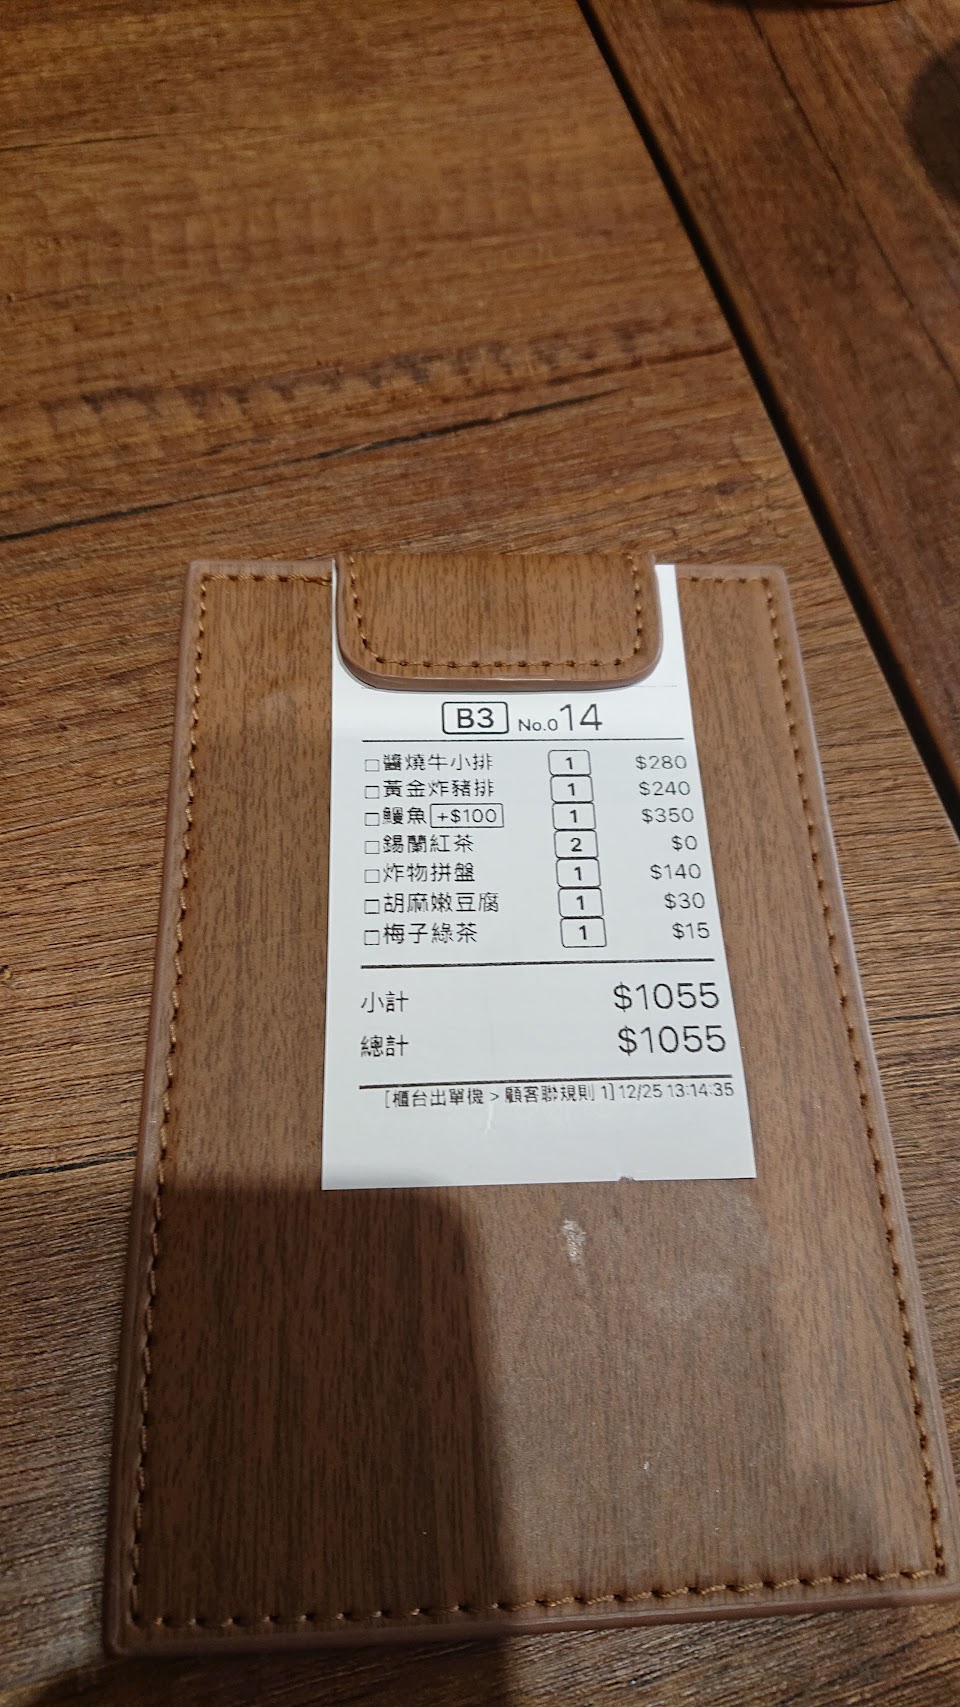 B3 No.014
□醬燒牛小排 1 $280
□黃金炸豬排 1 $240
□鰻魚 +$100 1 $350
□錫蘭紅茶 2 $0
□炸物拼盤 1 $140
□胡麻嫩豆腐 1 $30
□梅子綠茶 1 $15
小計 $1055
總計 $1055
[櫃台出單機 > 顧客聯規則 1] 12/25 13:14:35